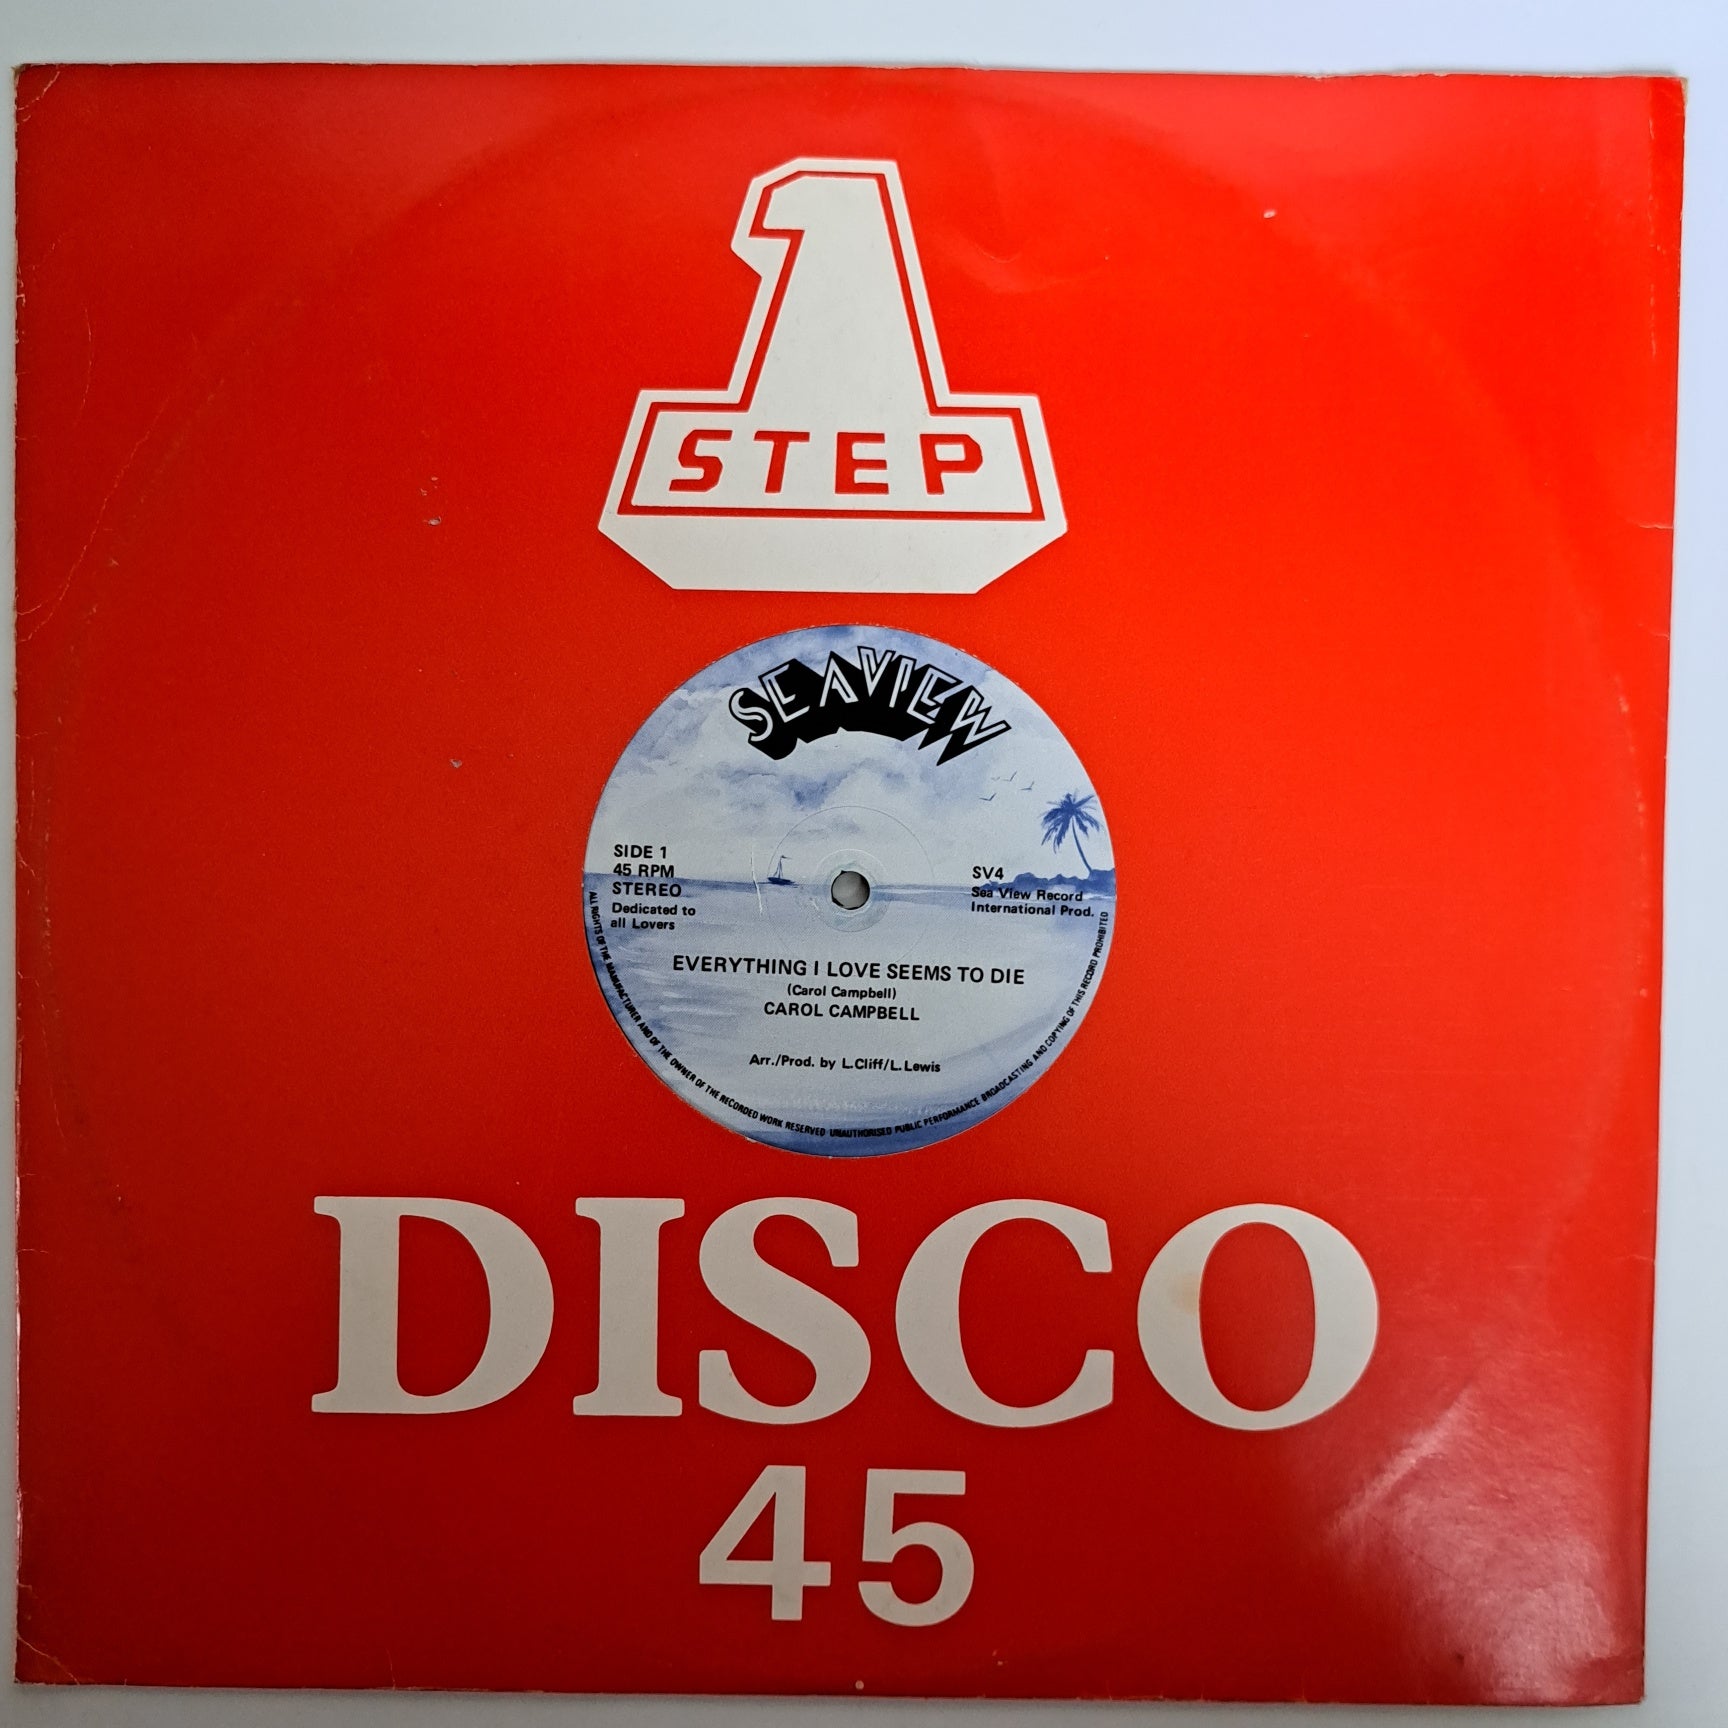 1
STEP
SEAVIEW
SIDE 1
45 RPM
STEREO
Dedicated to
all Lovers
SV4
Sea View Record
International Prod.
EVERYTHING I LOVE SEEMS TO DIE
(Carol Campbell)
CAROL CAMPBELL
Arr./Prod. by L.Cliff/L.Lewis
ALL RIGHTS OF THE MANUFACTURER AND OF THE OWNER OF THE RECORDED WORK RESERVED UNAUTHORISED PUBLIC PERFORMANCE BROADCASTING AND COPYING OF THIS RECORD PROHIBITED
DISCO
45